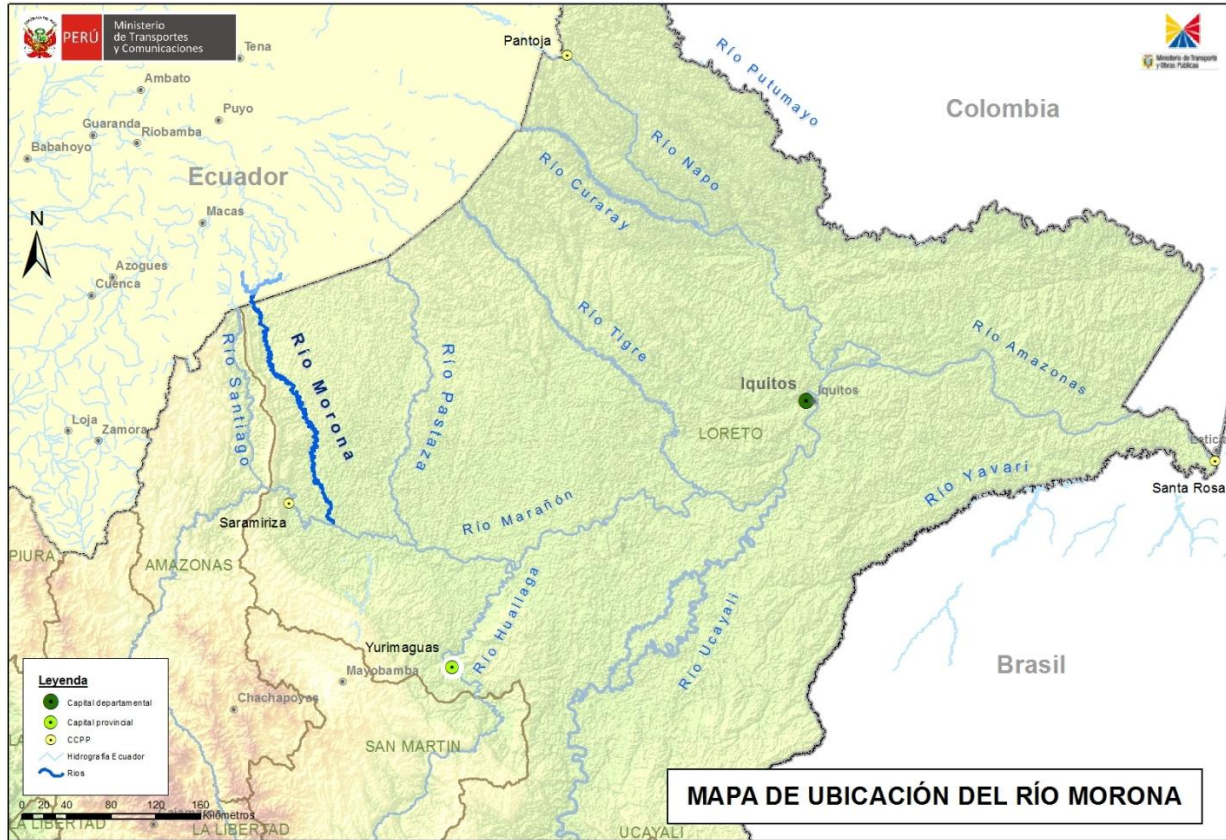 PERÚ
Ministerio
de Transportes
y Comunicaciones
Ministerio de Transporte
y Obras Públicas
Pantoja
Tena
Ambato
Puyo
Guaranda
Riobamba
Babahoyo
Ecuador
Macas
Azogues
Cuenca
Loja
Zamora
N
Río Putumayo
Colombia
Río Napo
Río Curaray
Río Tigre
Río Amazonas
Río Morona
Río Santiago
Río Pastaza
Iquitos
Iquitos
LORETO
Río Yavari
Leticia
Santa Rosa
Saramiriza
Río Marañón
PIURA
AMAZONAS
Río Huallaga
Río Ucayali
Yurimaguas
Mayobamba
Chachapoyas
Brasil
SAN MARTIN
Leyenda
Capital departamental
Capital provincial
CCPP
Hidrografía Ecuador
Rios
0 20 40 80 120 160
Kilómetros
LA LIBERTAD
LA LIBERTAD
UCAYALI
MAPA DE UBICACIÓN DEL RÍO MORONA